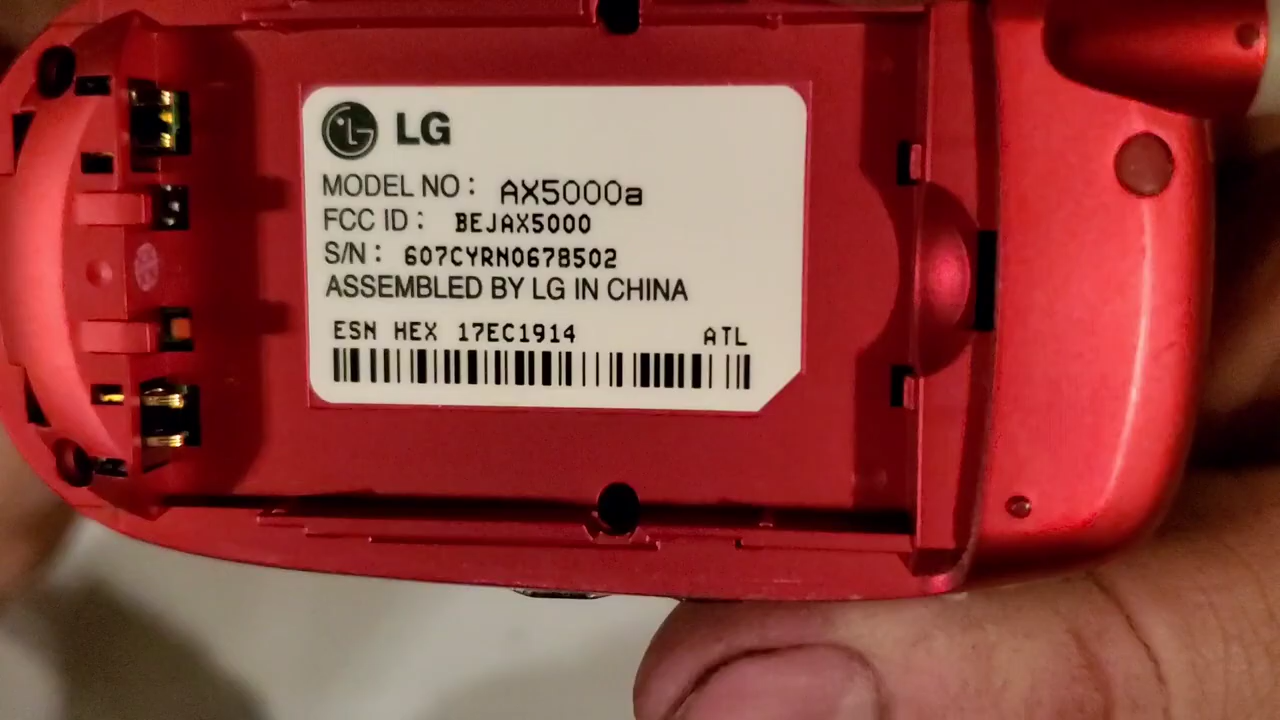 LG
MODEL NO : AX5000a
FCC ID : BEJAX5000
S/N : 607CYRN0678502
ASSEMBLED BY LG IN CHINA
ESN HEX 17EC1914 ATL